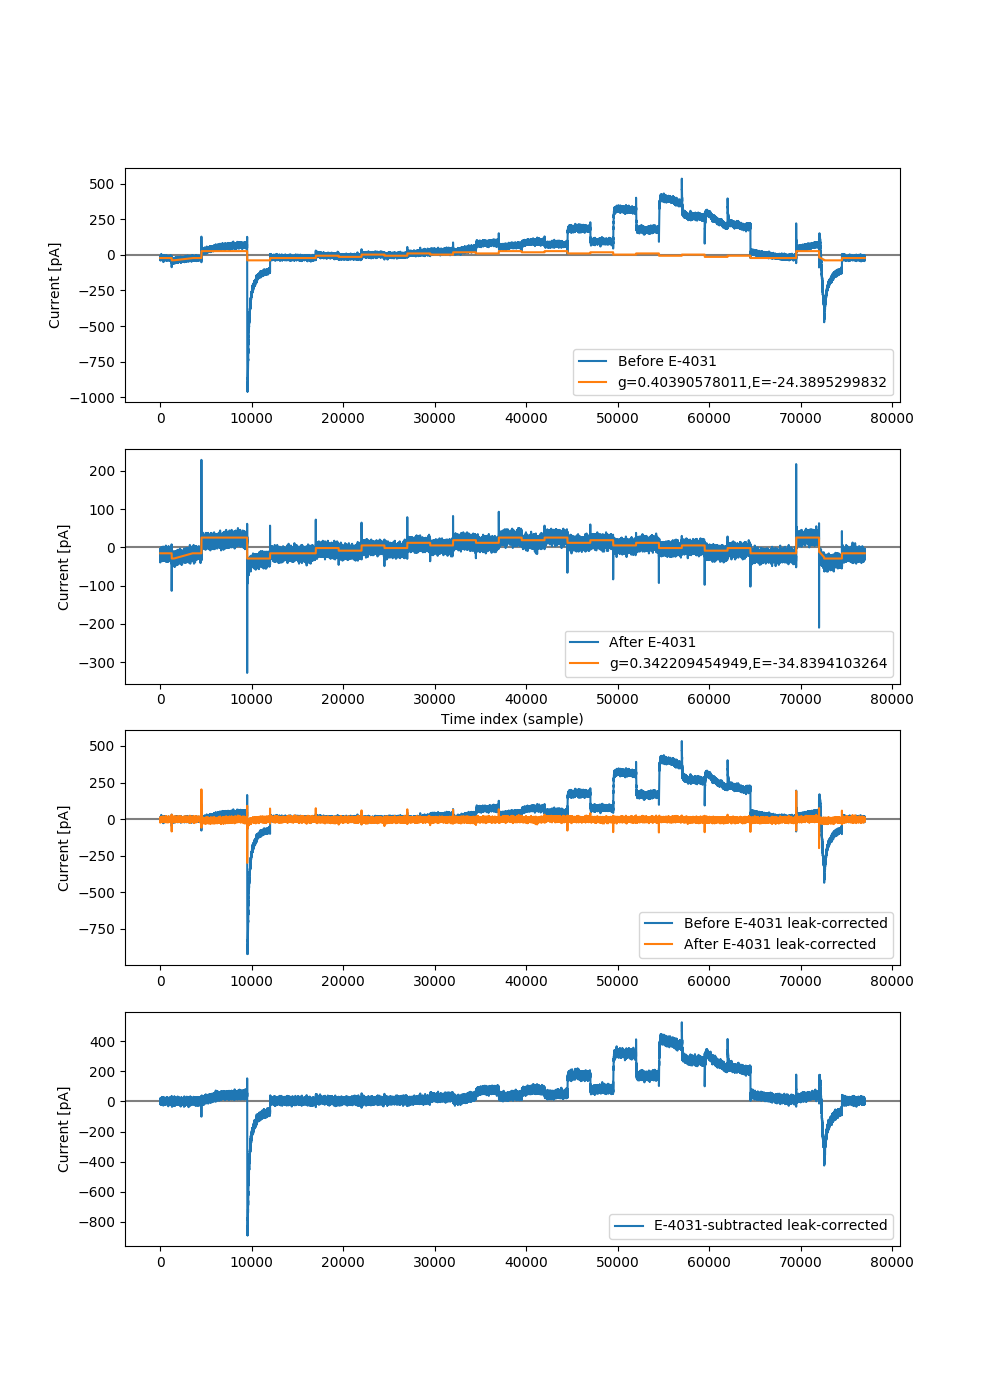 500
250
0
−250
−500
−750
−1000
Current [pA]
Before E-4031
g=0.40390578011,E=-24.3895299832
0 10000 20000 30000 40000 50000 60000 70000 80000
200
100
0
−100
−200
−300
Current [pA]
After E-4031
g=0.342209454949,E=-34.8394103264
0 10000 20000 30000 40000 50000 60000 70000 80000
Time index (sample)
500
250
0
−250
−500
−750
Current [pA]
Before E-4031 leak-corrected
After E-4031 leak-corrected
0 10000 20000 30000 40000 50000 60000 70000 80000
400
200
0
−200
−400
−600
−800
Current [pA]
E-4031-subtracted leak-corrected
0 10000 20000 30000 40000 50000 60000 70000 80000